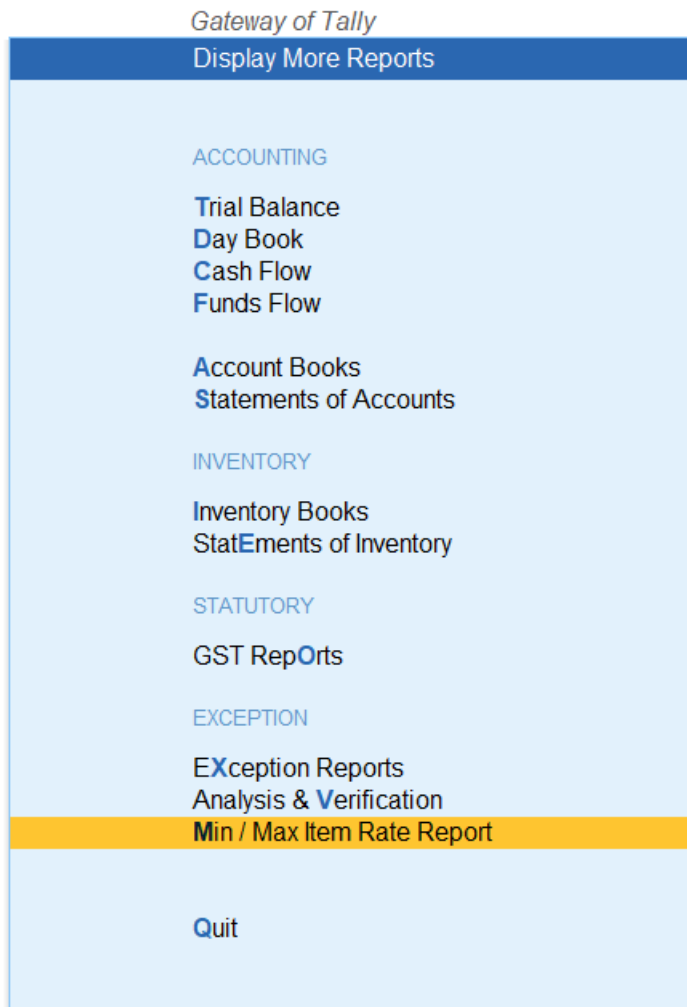 Gateway of Tally
Display More Reports
ACCOUNTING
Trial Balance
Day Book
Cash Flow
Funds Flow
Account Books
Statements of Accounts
INVENTORY
Inventory Books
StatEments of Inventory
STATUTORY
GST RepOrts
EXCEPTION
EXception Reports
Analysis & Verification
Min / Max Item Rate Report
Quit